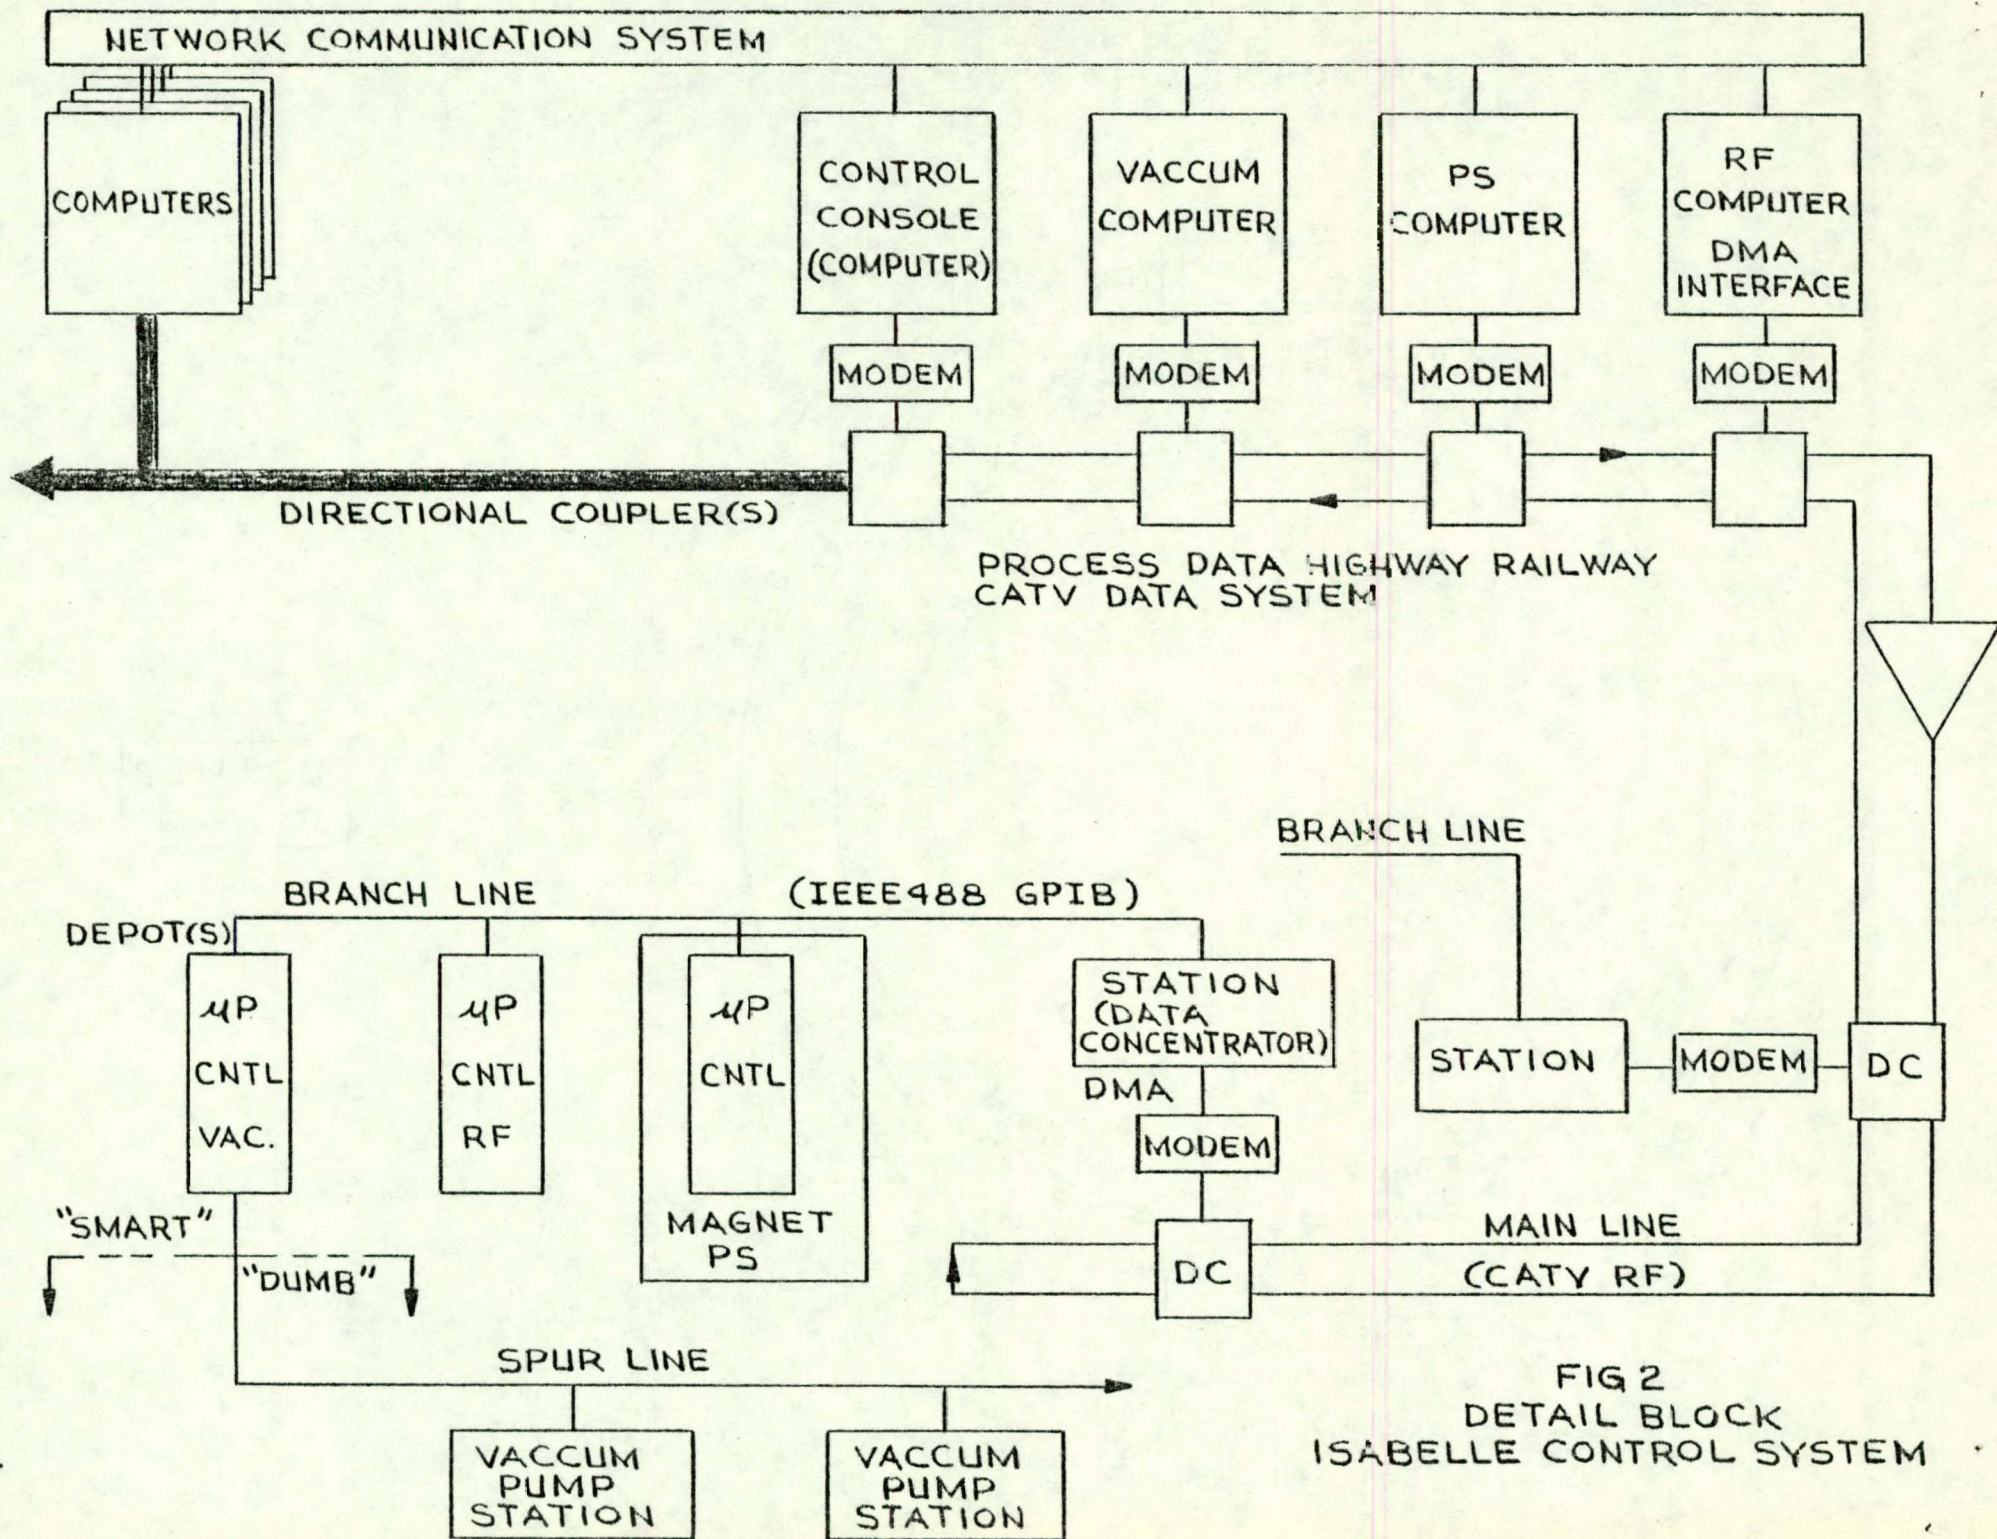 NETWORK COMMUNICATION SYSTEM
COMPUTERS
CONTROL
CONSOLE
(COMPUTER)
VACCUM
COMPUTER
PS
COMPUTER
RF
COMPUTER
DMA
INTERFACE
MODEM
MODEM
MODEM
MODEM
DIRECTIONAL COUPLER(S)
PROCESS DATA HIGHWAY RAILWAY
CATV DATA SYSTEM
BRANCH LINE
BRANCH LINE
(IEEE488 GPIB)
DEPOT(S)
μP
CNTL
VAC.
μP
CNTL
RF
μP
CNTL
MAGNET
PS
STATION
(DATA
CONCENTRATOR)
DMA
MODEM
STATION
MODEM
DC
"SMART"
"DUMB"
DC
MAIN LINE
(CATV RF)
SPUR LINE
VACCUM
PUMP
STATION
VACCUM
PUMP
STATION
FIG 2
DETAIL BLOCK
ISABELLE CONTROL SYSTEM